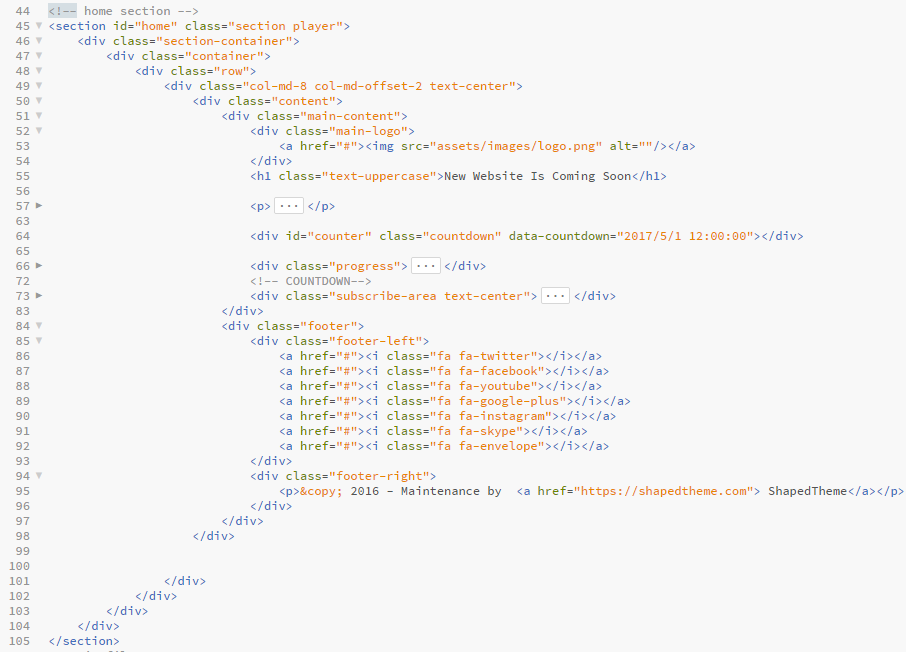 44 <!-- home section -->
45 <section id="home" class="section player">
46 <div class="section-container">
47 <div class="container">
48 <div class="row">
49 <div class="col-md-8 col-md-offset-2 text-center">
50 <div class="content">
51 <div class="main-content">
52 <div class="main-logo">
53 <a href="#"><img src="assets/images/logo.png" alt=""/></a>
54 </div>
55 <h1 class="text-uppercase">New Website Is Coming Soon</h1>
56
57 <p>...</p>
63
64 <div id="counter" class="countdown" data-countdown="2017/5/1 12:00:00"></div>
65
66 <div class="progress">...</div>
72 <!-- COUNTDOWN-->
73 <div class="subscribe-area text-center">...</div>
83 </div>
84 <div class="footer">
85 <div class="footer-left">
86 <a href="#"><i class="fa fa-twitter"></i></a>
87 <a href="#"><i class="fa fa-facebook"></i></a>
88 <a href="#"><i class="fa fa-youtube"></i></a>
89 <a href="#"><i class="fa fa-google-plus"></i></a>
90 <a href="#"><i class="fa fa-instagram"></i></a>
91 <a href="#"><i class="fa fa-skype"></i></a>
92 <a href="#"><i class="fa fa-envelope"></i></a>
93 </div>
94 <div class="footer-right">
95 <p>&copy; 2016 – Maintenance by  <a href="https://shapedtheme.com"> ShapedTheme</a></p>
96 </div>
97 </div>
98 </div>
99
100
101 </div>
102 </div>
103 </div>
104 </div>
105 </section>